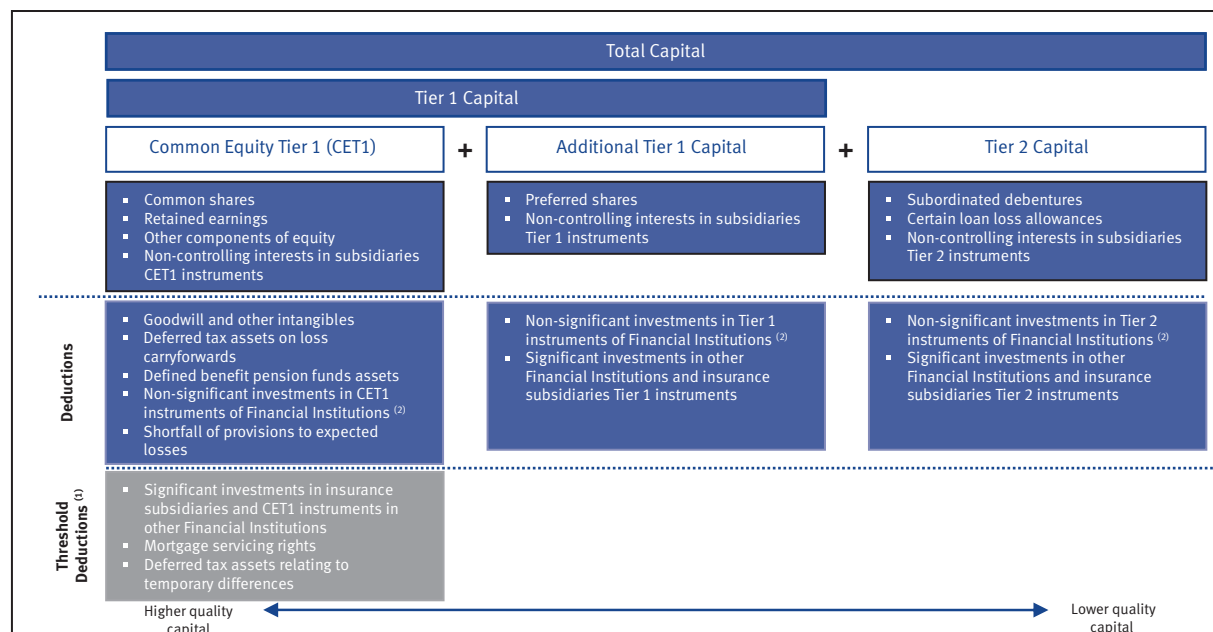 Total Capital
Tier 1 Capital
Common Equity Tier 1 (CET1)
+
Additional Tier 1 Capital
+
Tier 2 Capital
▪ Common shares
▪ Retained earnings
▪ Other components of equity
▪ Non-controlling interests in subsidiaries
CET1 instruments
▪ Preferred shares
▪ Non-controlling interests in subsidiaries
Tier 1 instruments
▪ Subordinated debentures
▪ Certain loan loss allowances
▪ Non-controlling interests in subsidiaries
Tier 2 instruments
Deductions
▪ Goodwill and other intangibles
▪ Deferred tax assets on loss
carryforwards
▪ Defined benefit pension funds assets
▪ Non-significant investments in CET1
instruments of Financial Institutions (2)
▪ Shortfall of provisions to expected
losses
▪ Non-significant investments in Tier 1
instruments of Financial Institutions (2)
▪ Significant investments in other
Financial Institutions and insurance
subsidiaries Tier 1 instruments
▪ Non-significant investments in Tier 2
instruments of Financial Institutions (2)
▪ Significant investments in other
Financial Institutions and insurance
subsidiaries Tier 2 instruments
Threshold
Deductions (1)
▪ Significant investments in insurance
subsidiaries and CET1 instruments in
other Financial Institutions
▪ Mortgage servicing rights
▪ Deferred tax assets relating to
temporary differences
Higher quality
capital
Lower quality
capital